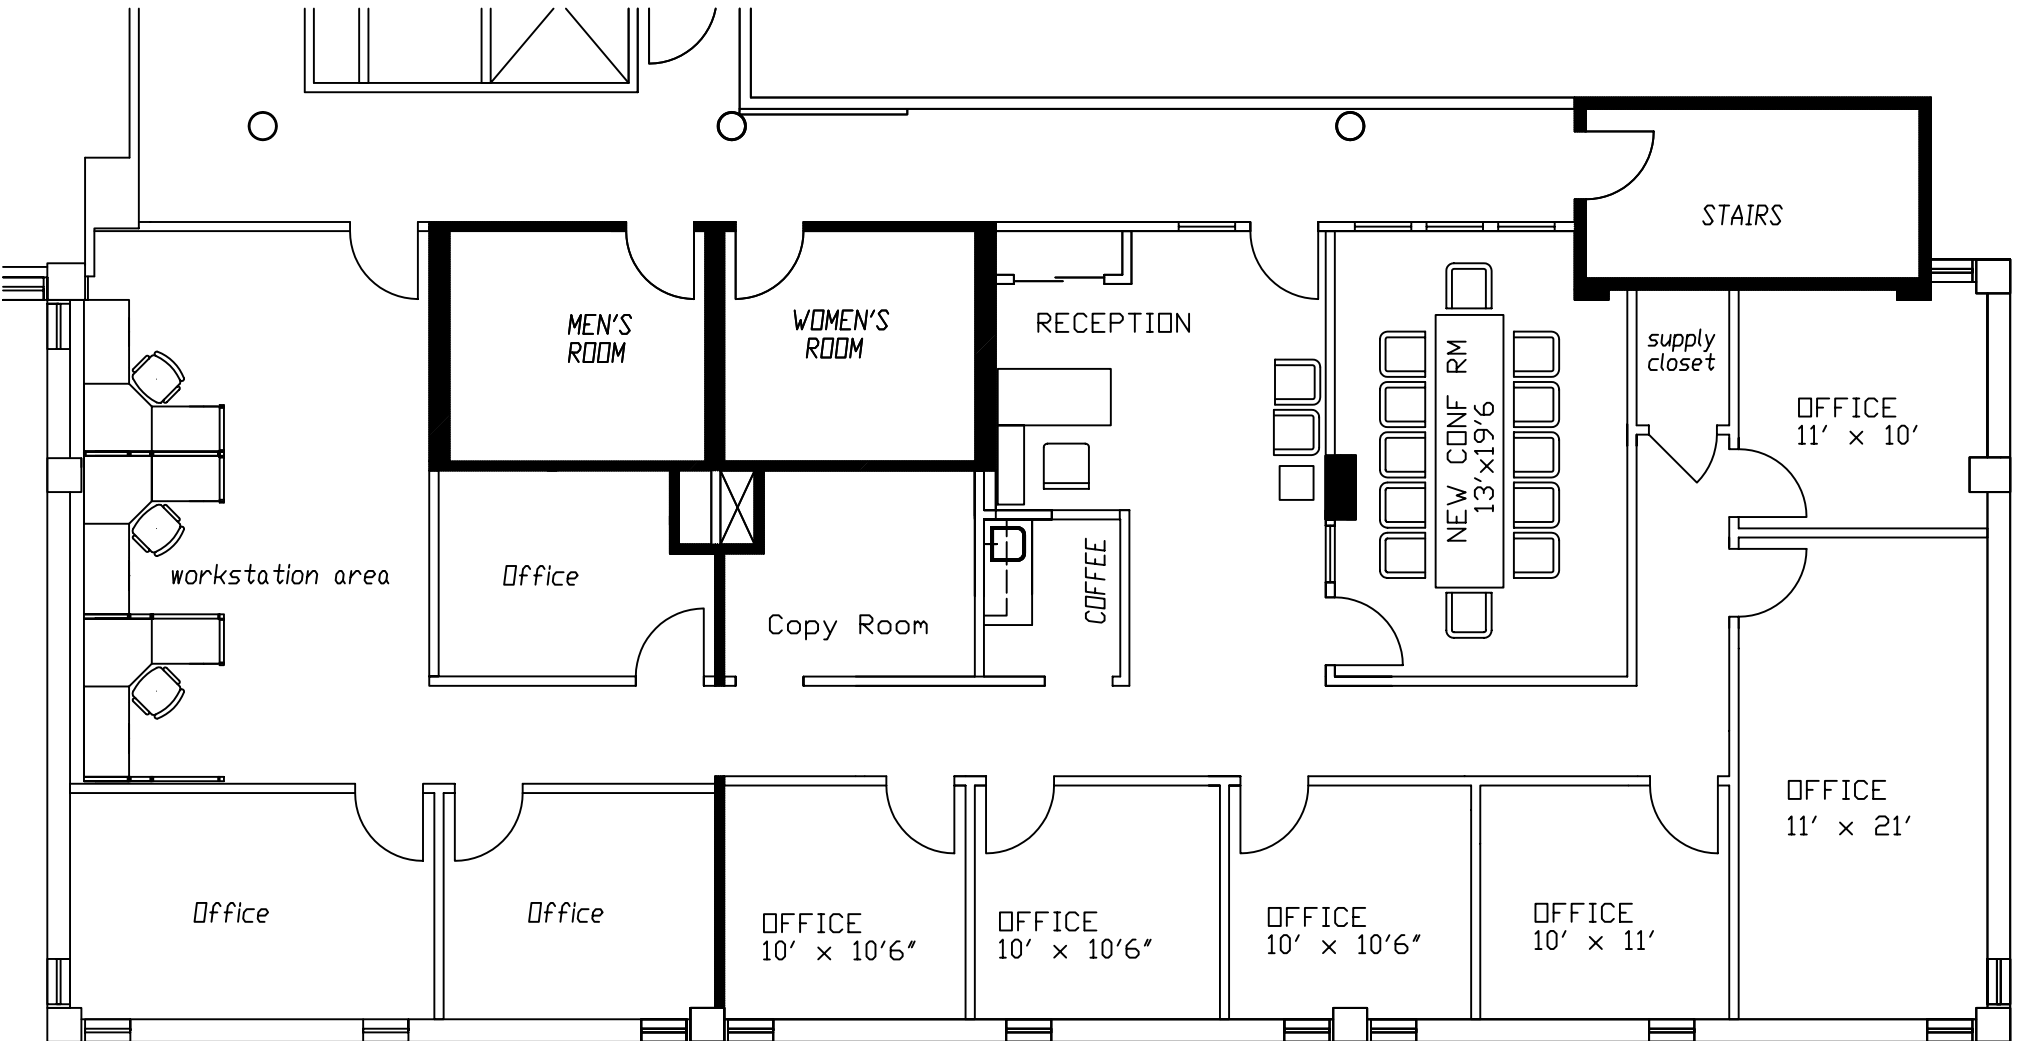 STAIRS
MEN'S
ROOM
WOMEN'S
ROOM
RECEPTION
supply
closet
NEW CONF RM
13'x19'6
OFFICE
11' x 10'
workstation area
Office
COFFEE
Copy Room
OFFICE
11' x 21'
Office
Office
OFFICE
10' x 10'6"
OFFICE
10' x 10'6"
OFFICE
10' x 10'6"
OFFICE
10' x 11'